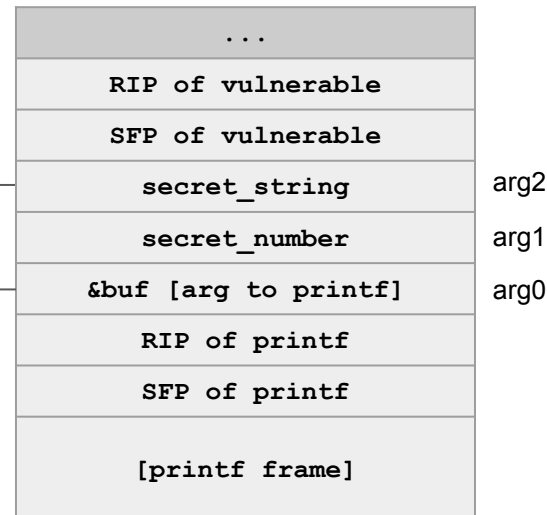 ...
RIP of vulnerable
SFP of vulnerable
secret_string arg2
secret_number arg1
&buf [arg to printf] arg0
RIP of printf
SFP of printf
[printf frame]